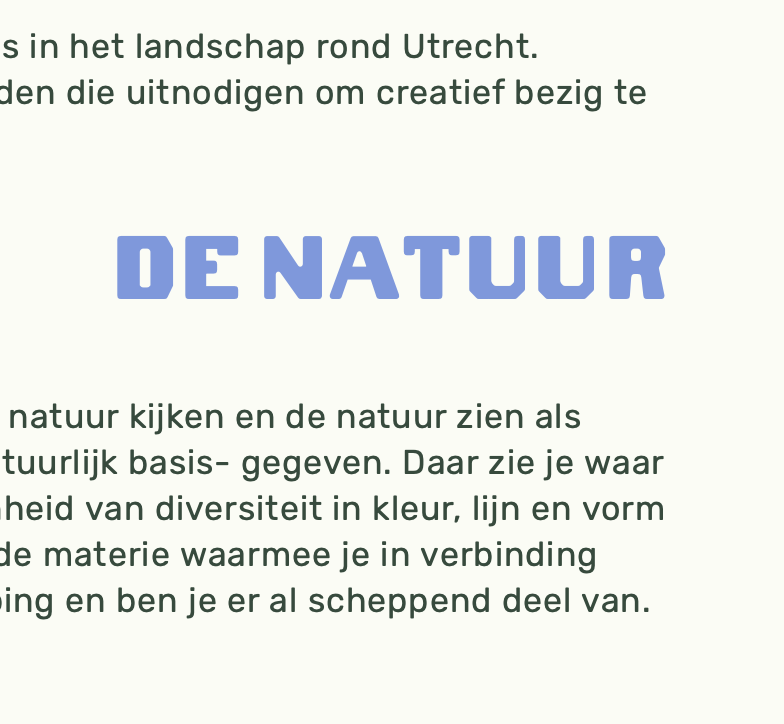 s in het landschap rond Utrecht.
den die uitnodigen om creatief bezig te
DE NATUUR
natuur kijken en de natuur zien als
tuurlijk basis- gegeven. Daar zie je waar
heid van diversiteit in kleur, lijn en vorm
de materie waarmee je in verbinding
ping en ben je er al scheppend deel van.